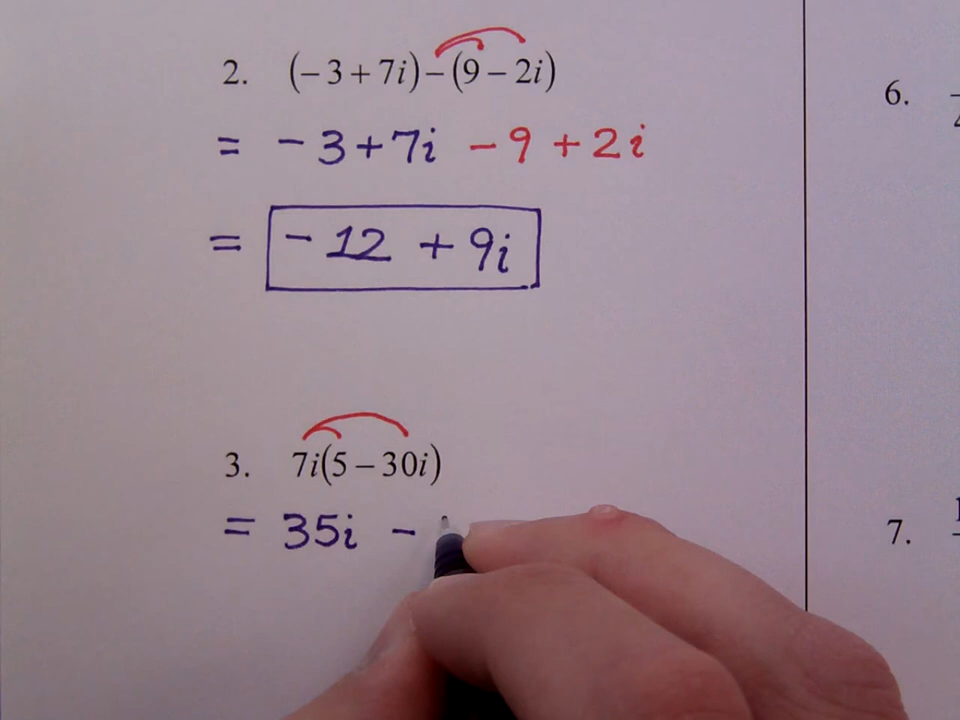 2. (−3 + 7i) − (9 − 2i)
= −3 + 7i − 9 + 2i
= −12 + 9i
3. 7i(5 − 30i)
= 35i −
6.
7.